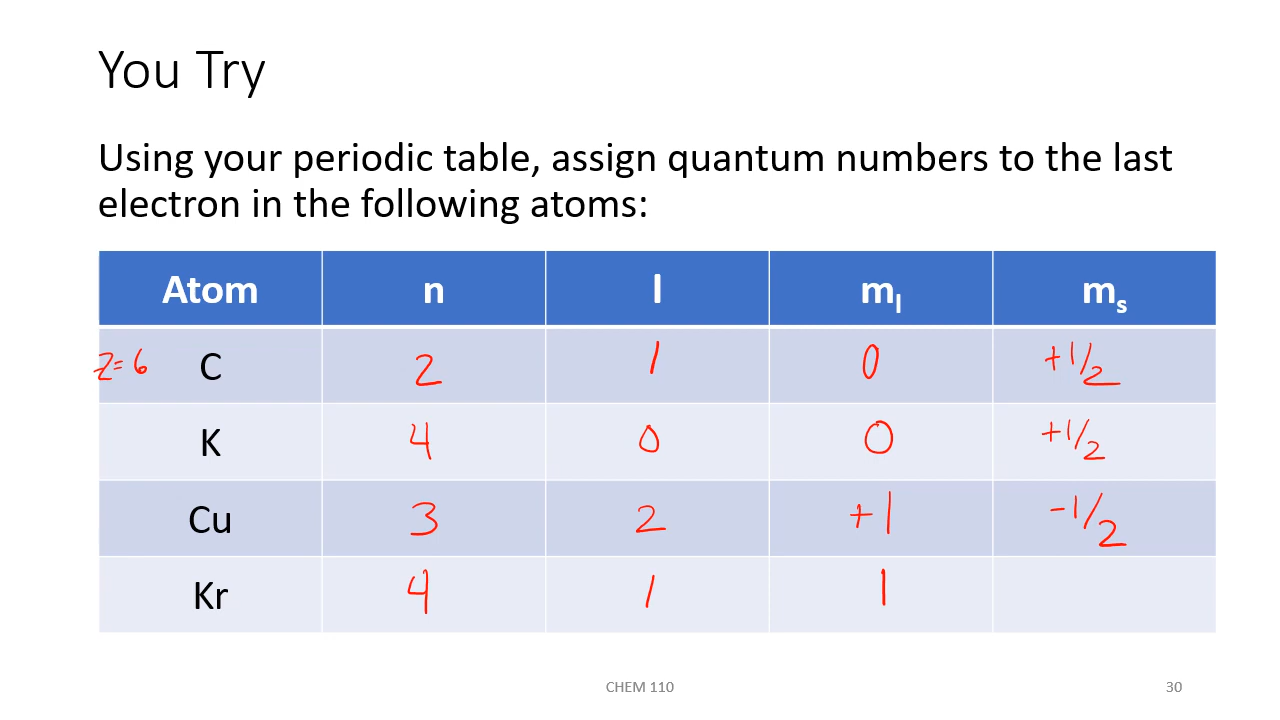 You Try
Using your periodic table, assign quantum numbers to the last
electron in the following atoms:
Atom n l ml ms
Z=6 C 2 1 0 +1/2
K 4 0 0 +1/2
Cu 3 2 +1 -1/2
Kr 4 1 1
CHEM 110 30